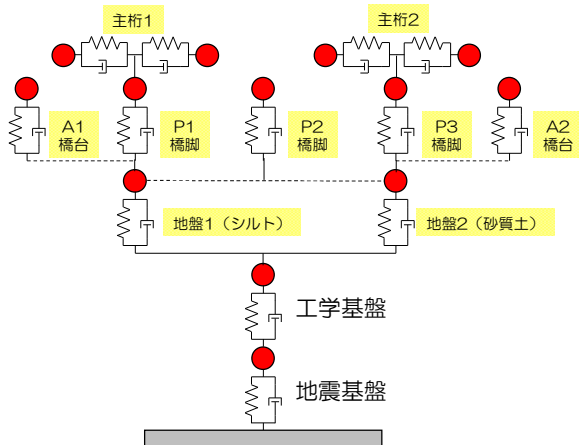 主桁1
主桁2
A1
橋台
P1
橋脚
P2
橋脚
P3
橋脚
A2
橋台
地盤1（シルト）
地盤2（砂質土）
工学基盤
地震基盤